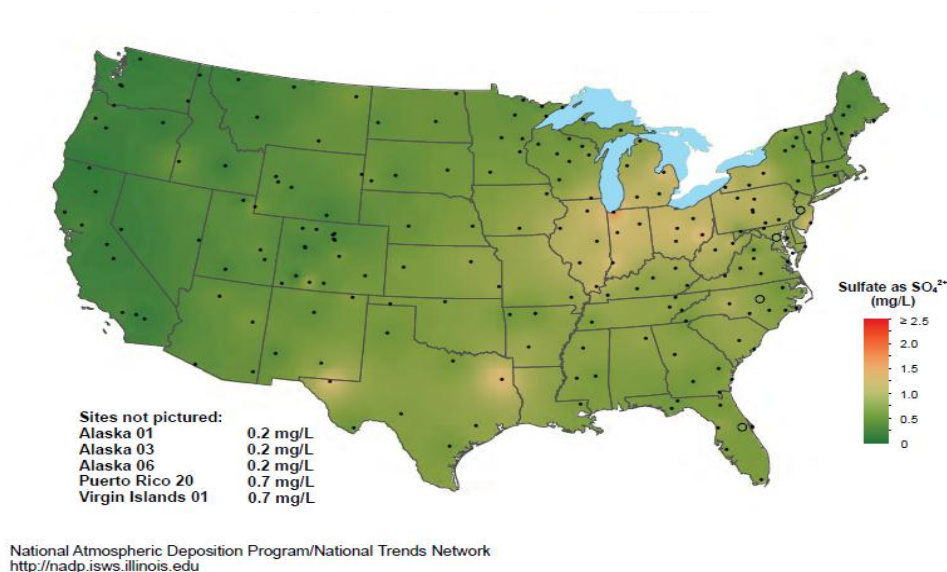 Sulfate as SO₄²⁺
(mg/L)
≥ 2.5
2.0
1.5
1.0
0.5
0
Sites not pictured:
Alaska 01 0.2 mg/L
Alaska 03 0.2 mg/L
Alaska 06 0.2 mg/L
Puerto Rico 20 0.7 mg/L
Virgin Islands 01 0.7 mg/L
National Atmospheric Deposition Program/National Trends Network
http://nadp.isws.illinois.edu